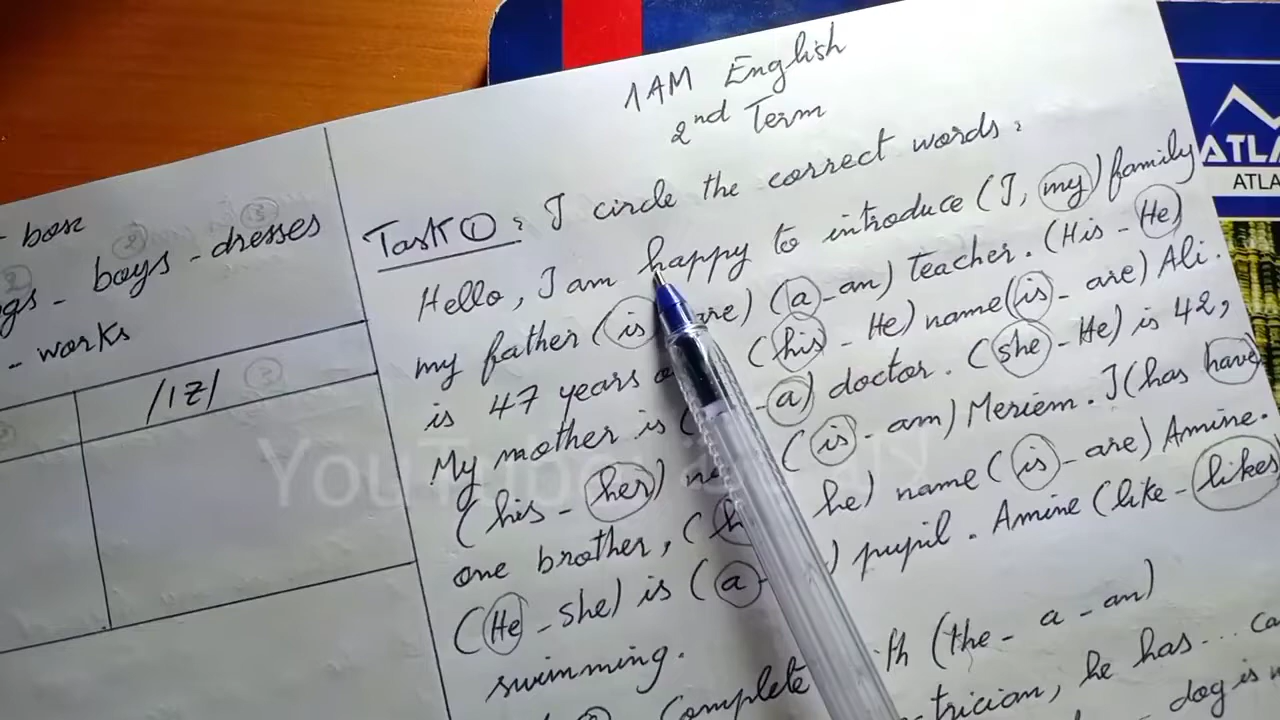 1AM English
2nd Term
Task ① : I circle the correct words :
Hello, I am happy to introduce (I, my) family
my father (is are) (a - an) teacher. (His - He)
is 47 years (his - He) name (is - are) Ali.
My mother is ( - a) doctor. (she - He) is 42,
(his - her) (is - am) Meriem. I (has have
one brother, ( he) name (is - are) Amine.
(He - she) is (a - ) pupil. Amine (like - likes)
swimming.
Complete (the - a - an)
he has ... 
dog is
- box
boys - dresses
- works
/ɪz/
YouTube
ATLA
ATLA